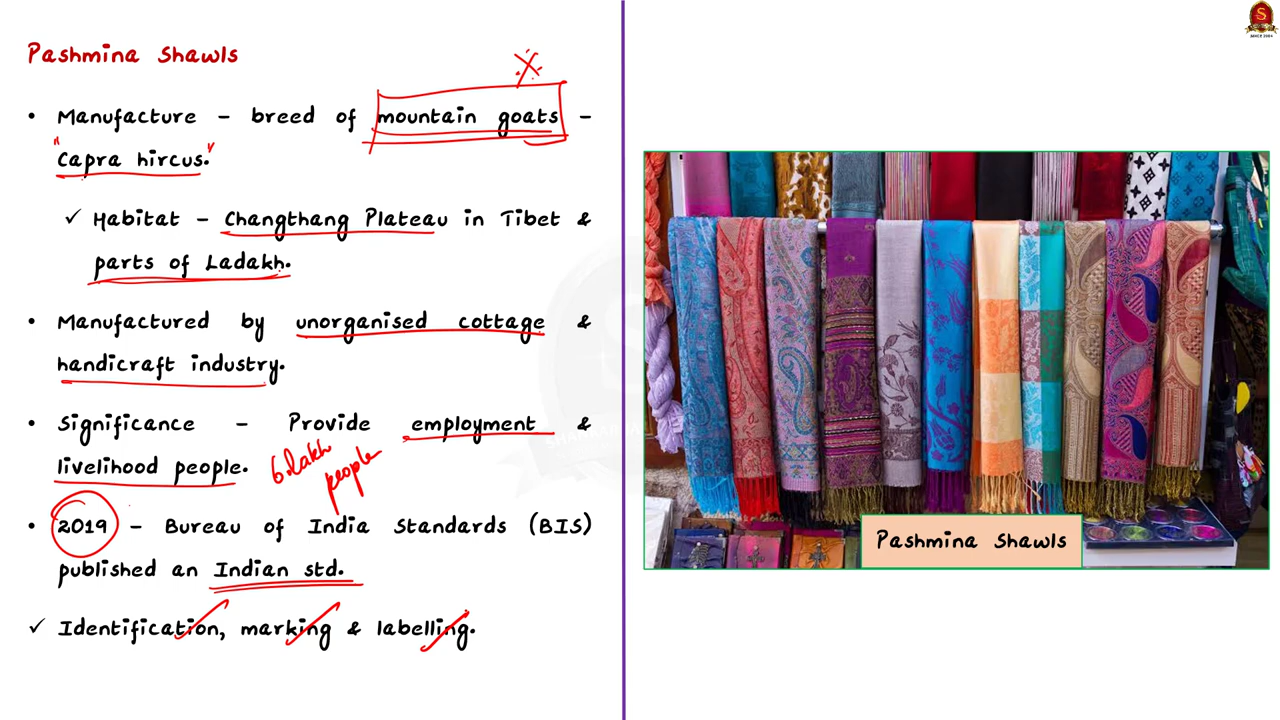 Pashmina Shawls
• Manufacture – breed of mountain goats –
"Capra hircus."
✓ Habitat – Changthang Plateau in Tibet &
parts of Ladakh.
• Manufactured by unorganised cottage &
handicraft industry.
• Significance – Provide employment &
livelihood people.
6 lakh
people
• 2019 – Bureau of India Standards (BIS)
published an Indian std.
✓ Identification, marking & labelling.
Pashmina Shawls
S
SINCE 2004